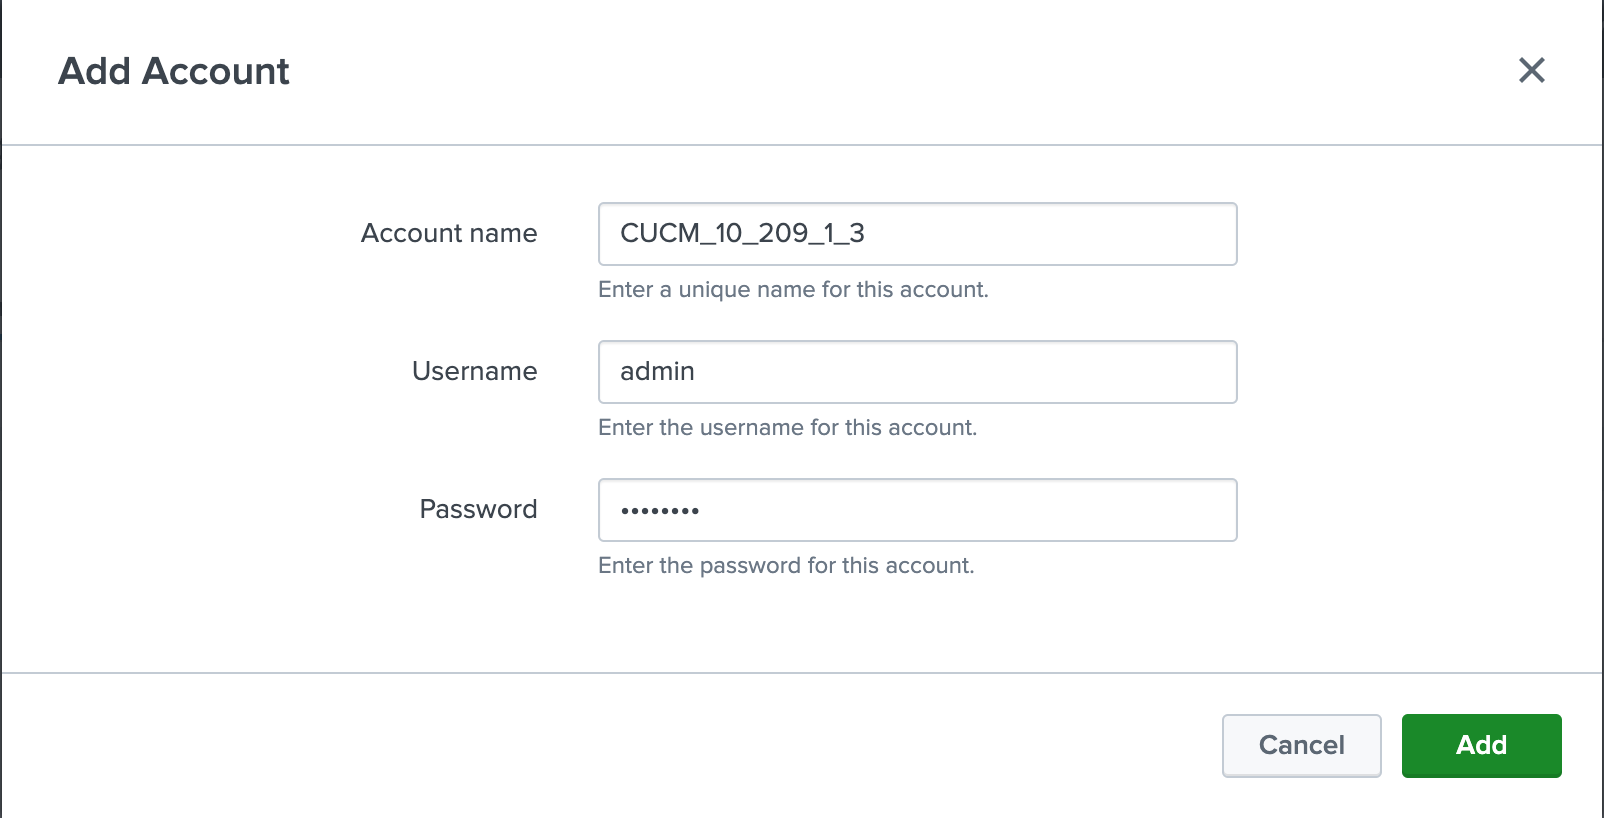 Add Account
Account name
CUCM_10_209_1_3
Enter a unique name for this account.
Username
admin
Enter the username for this account.
Password
••••••••
Enter the password for this account.
Cancel
Add